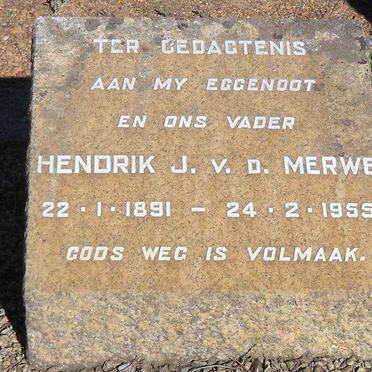 TER GEDAGTENIS
AAN MY EGGENOOT
EN ONS VADER
HENDRIK J. V. D. MERWE
22·1·1891 – 24·2·1959
GODS WEG IS VOLMAAK.